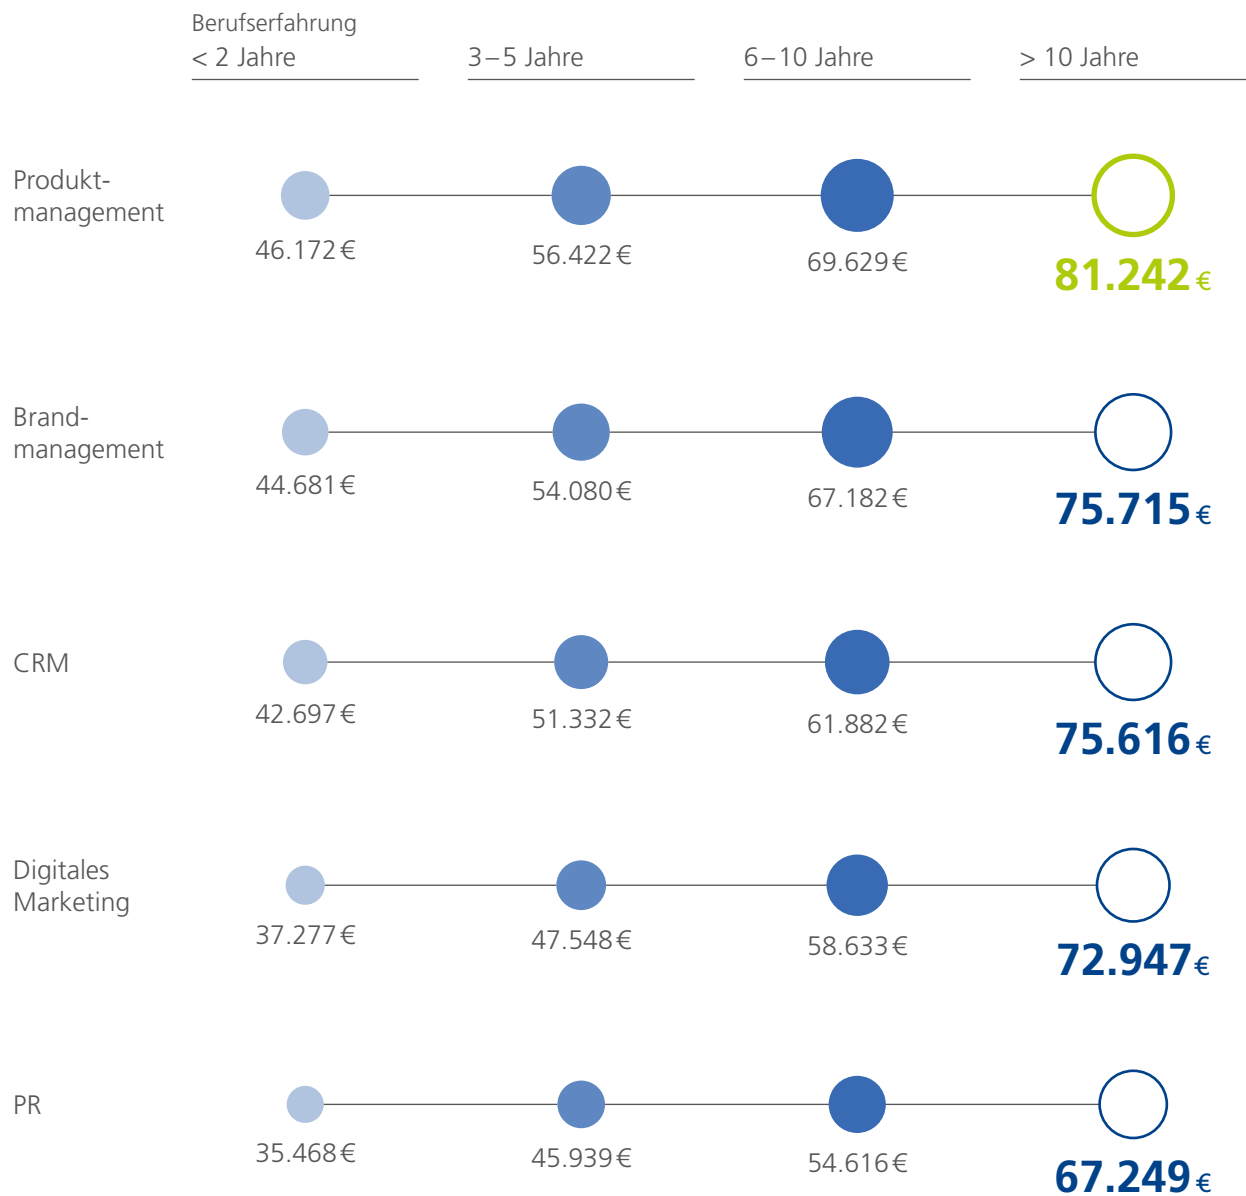 Berufserfahrung
< 2 Jahre
3–5 Jahre
6–10 Jahre
> 10 Jahre
Produkt-
management
46.172 €
56.422 €
69.629 €
81.242 €
Brand-
management
44.681 €
54.080 €
67.182 €
75.715 €
CRM
42.697 €
51.332 €
61.882 €
75.616 €
Digitales
Marketing
37.277 €
47.548 €
58.633 €
72.947 €
PR
35.468 €
45.939 €
54.616 €
67.249 €